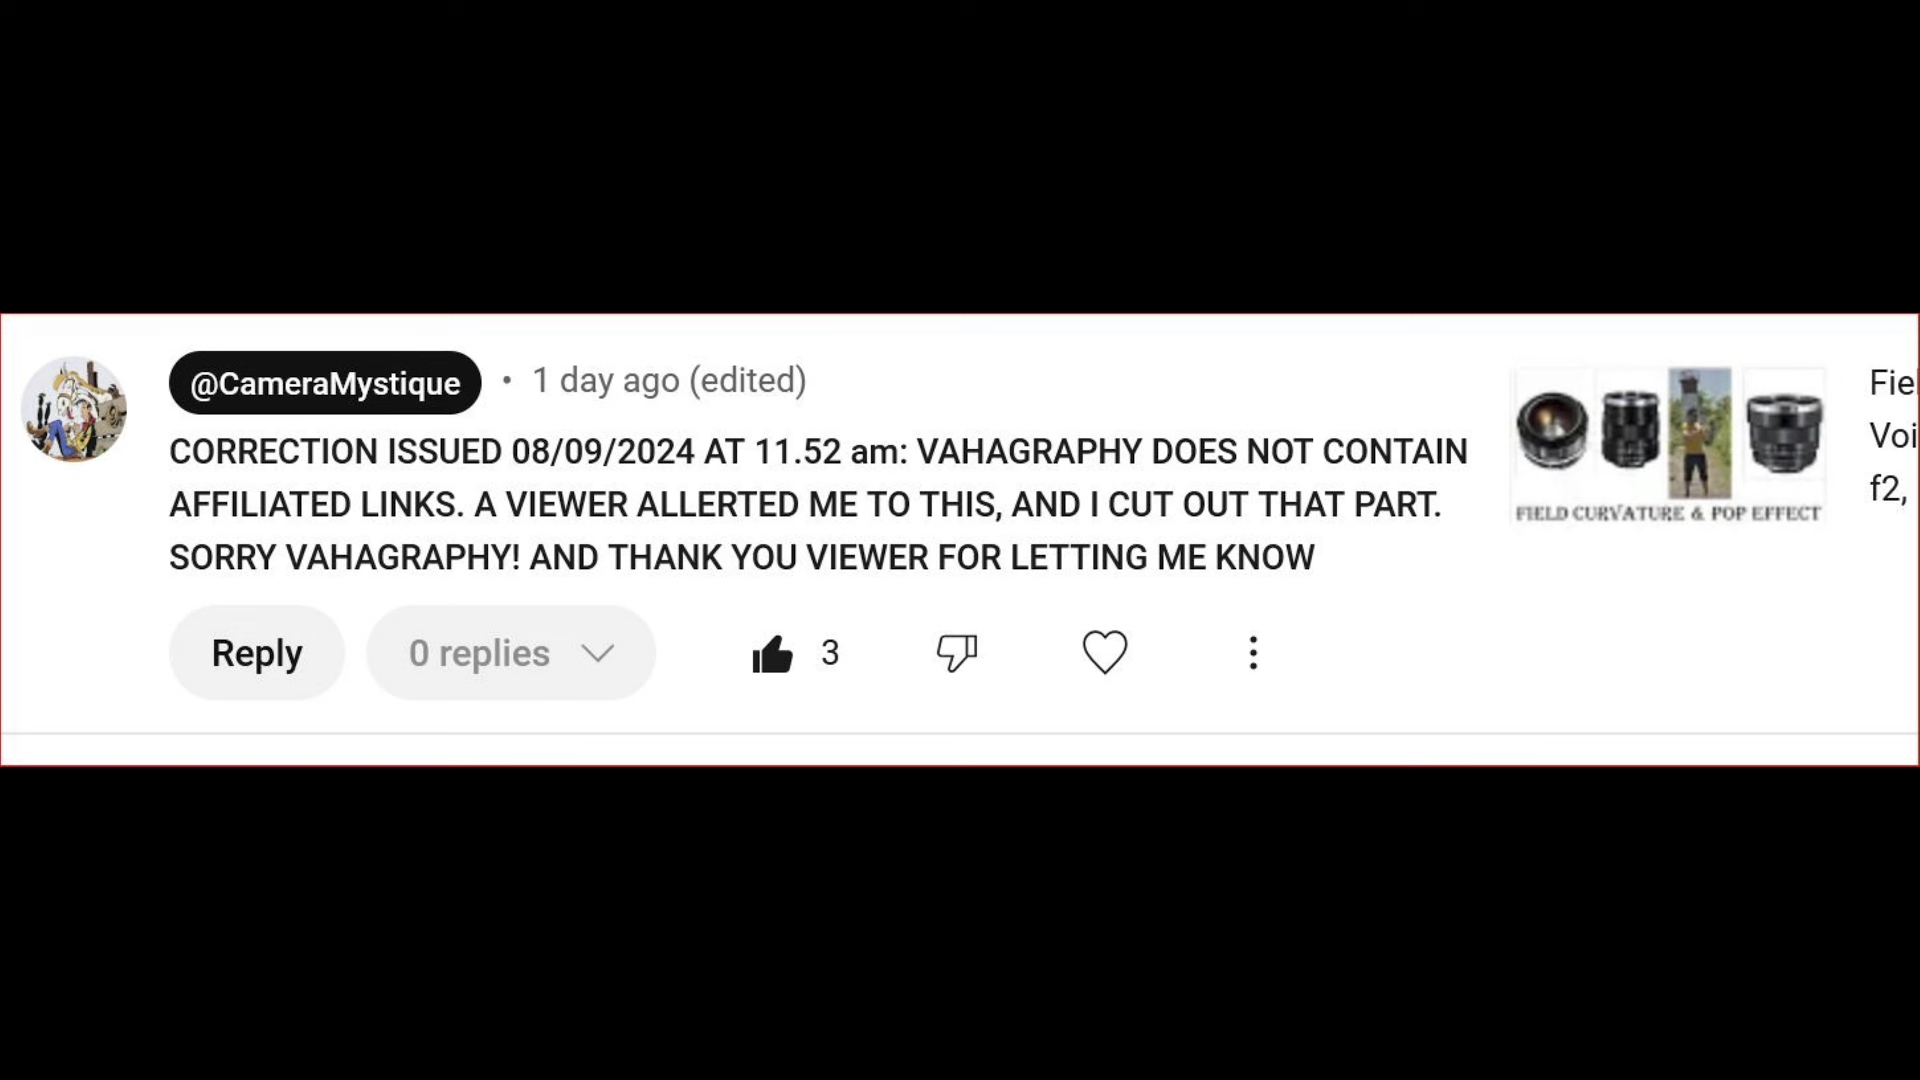 @CameraMystique • 1 day ago (edited)
CORRECTION ISSUED 08/09/2024 AT 11.52 am: VAHAGRAPHY DOES NOT CONTAIN
AFFILIATED LINKS. A VIEWER ALLERTED ME TO THIS, AND I CUT OUT THAT PART.
SORRY VAHAGRAPHY! AND THANK YOU VIEWER FOR LETTING ME KNOW
Reply 0 replies 3
FIELD CURVATURE & POP EFFECT
Fiel
Voi
f2,